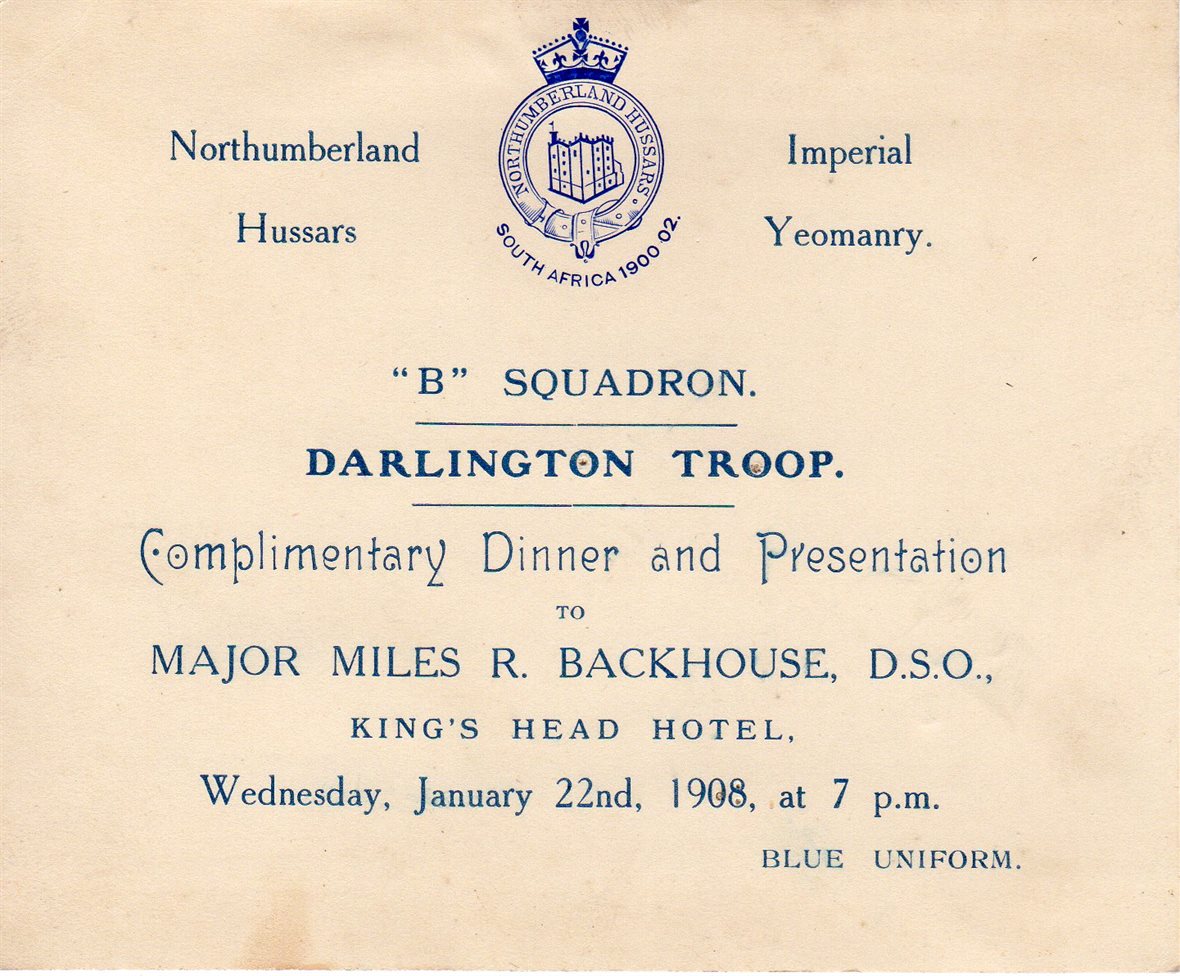 Northumberland
Hussars
NORTHUMBERLAND HUSSARS.
SOUTH AFRICA 1900-02.
Imperial
Yeomanry.
"B" SQUADRON.
DARLINGTON TROOP.
Complimentary Dinner and Presentation
TO
MAJOR MILES R. BACKHOUSE, D.S.O.,
KING'S HEAD HOTEL,
Wednesday, January 22nd, 1908, at 7 p.m.
BLUE UNIFORM.